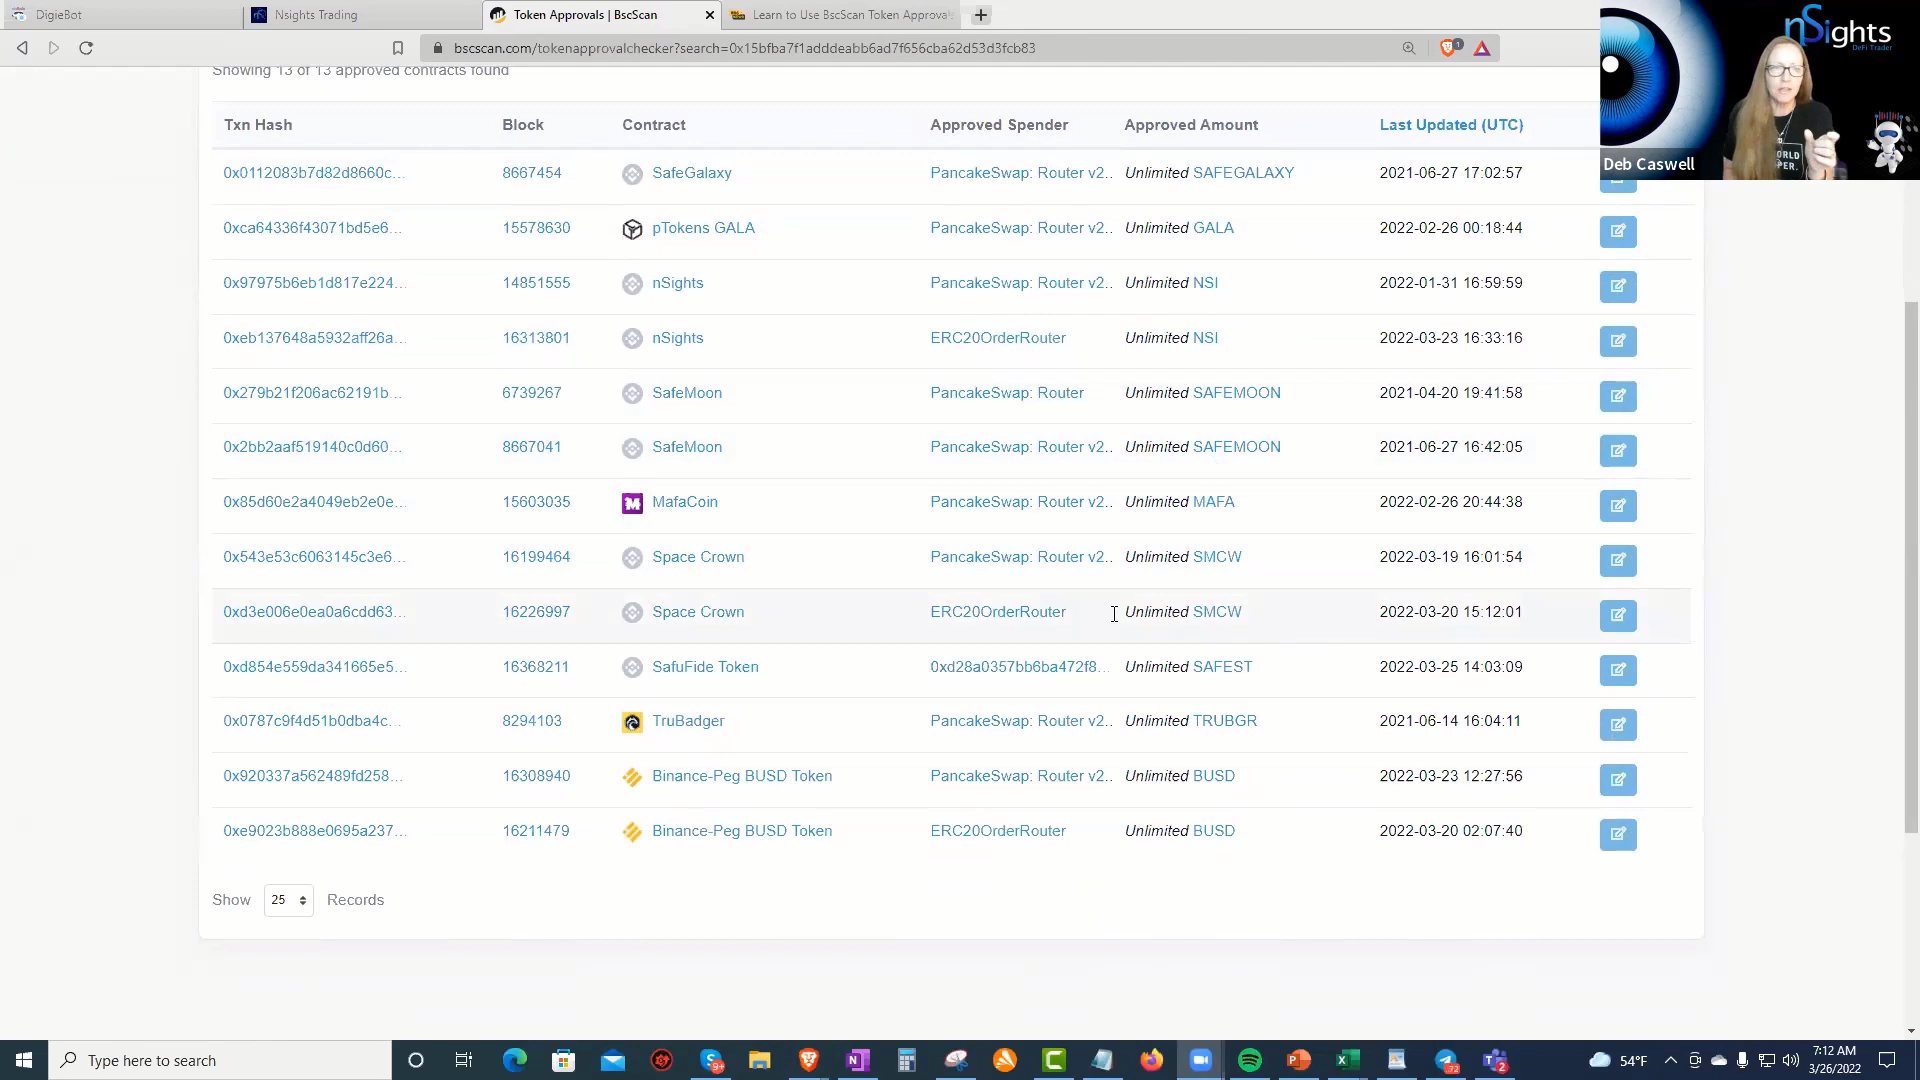 DigieBot
Nsights Trading
Token Approvals | BscScan
Learn to Use BscScan Token Approva
bscscan.com/tokenapprovalchecker?search=0x15bfba7f1adddeabb6ad7f656cba62d53d3fcb83
nSights
DeFi Trader
Deb Caswell
Showing 13 of 13 approved contracts found
Txn Hash Block Contract Approved Spender Approved Amount Last Updated (UTC)
0x0112083b7d82d8660c... 8667454 SafeGalaxy PancakeSwap: Router v2.. Unlimited SAFEGALAXY 2021-06-27 17:02:57
0xca64336f43071bd5e6... 15578630 pTokens GALA PancakeSwap: Router v2.. Unlimited GALA 2022-02-26 00:18:44
0x97975b6eb1d817e224... 14851555 nSights PancakeSwap: Router v2.. Unlimited NSI 2022-01-31 16:59:59
0xeb137648a5932aff26a... 16313801 nSights ERC20OrderRouter Unlimited NSI 2022-03-23 16:33:16
0x279b21f206ac62191b... 6739267 SafeMoon PancakeSwap: Router Unlimited SAFEMOON 2021-04-20 19:41:58
0x2bb2aaf519140c0d60... 8667041 SafeMoon PancakeSwap: Router v2.. Unlimited SAFEMOON 2021-06-27 16:42:05
0x85d60e2a4049eb2e0e... 15603035 MafaCoin PancakeSwap: Router v2.. Unlimited MAFA 2022-02-26 20:44:38
0x543e53c6063145c3e6... 16199464 Space Crown PancakeSwap: Router v2.. Unlimited SMCW 2022-03-19 16:01:54
0xd3e006e0ea0a6cdd63... 16226997 Space Crown ERC20OrderRouter Unlimited SMCW 2022-03-20 15:12:01
0xd854e559da341665e5... 16368211 SafuFide Token 0xd28a0357bb6ba472f8... Unlimited SAFEST 2022-03-25 14:03:09
0x0787c9f4d51b0dba4c... 8294103 TruBadger PancakeSwap: Router v2.. Unlimited TRUBGR 2021-06-14 16:04:11
0x920337a562489fd258... 16308940 Binance-Peg BUSD Token PancakeSwap: Router v2.. Unlimited BUSD 2022-03-23 12:27:56
0xe9023b888e0695a237... 16211479 Binance-Peg BUSD Token ERC20OrderRouter Unlimited BUSD 2022-03-20 02:07:40
Show 25 Records
Type here to search
54°F
7:12 AM
3/26/2022